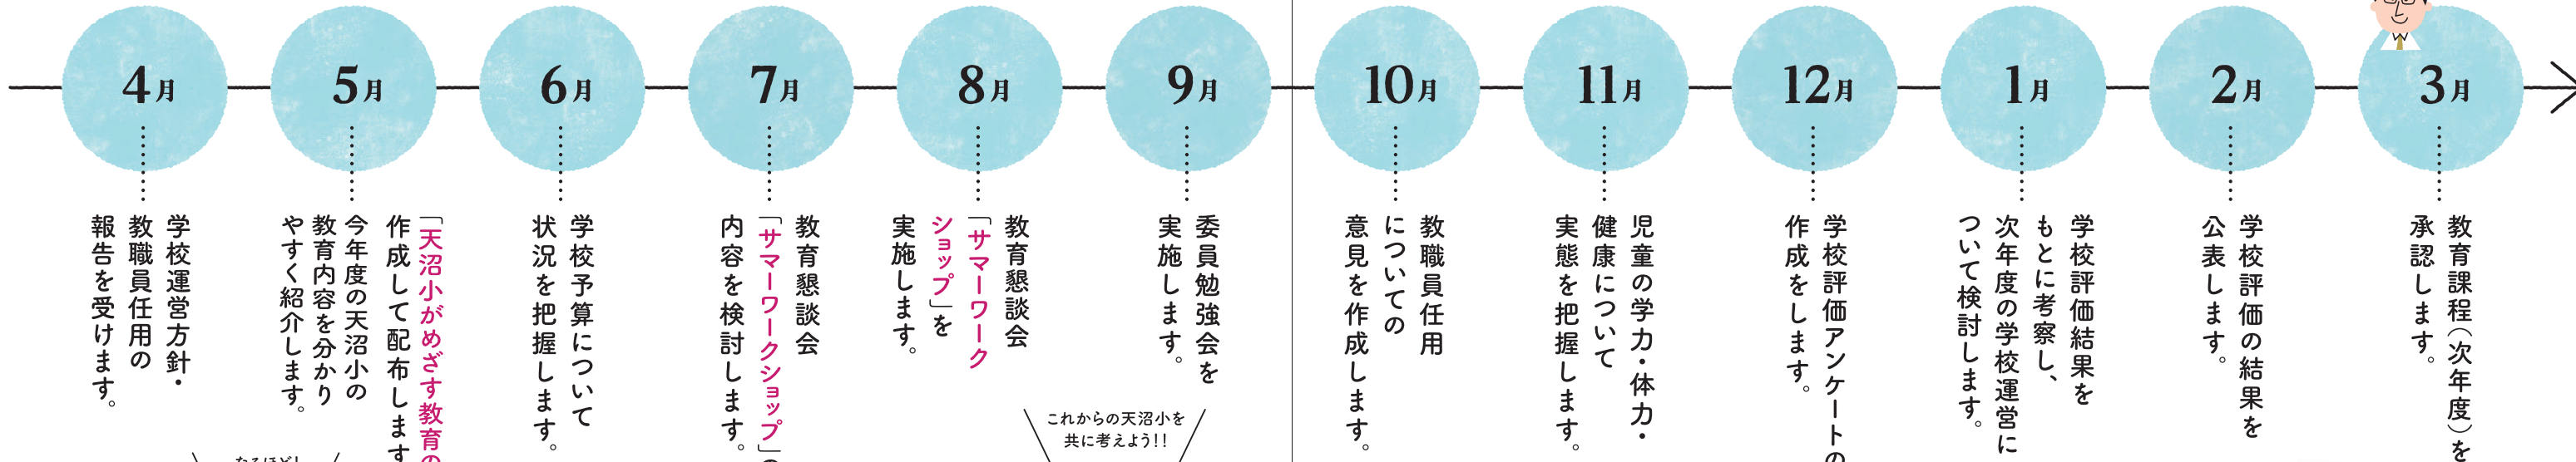 4月
学校運営方針・
教職員任用の
報告を受けます。
5月
「天沼小がめざす教育の
作成して配布します
今年度の天沼小の
教育内容を分かり
やすく紹介します。
6月
学校予算について
状況を把握します。
7月
教育懇談会
「サマーワークショップ」の
内容を検討します。
8月
教育懇談会
「サマーワーク
ショップ」を
実施します。
9月
委員勉強会を
実施します。
これからの天沼小を
共に考えよう!!
10月
教職員任用
についての
意見を作成します。
11月
児童の学力・体力・
健康について
実態を把握します。
12月
学校評価アンケートの
作成をします。
1月
学校評価結果を
もとに考察し、
次年度の学校運営に
ついて検討します。
2月
学校評価の結果を
公表します。
3月
教育課程(次年度)を
承認します。